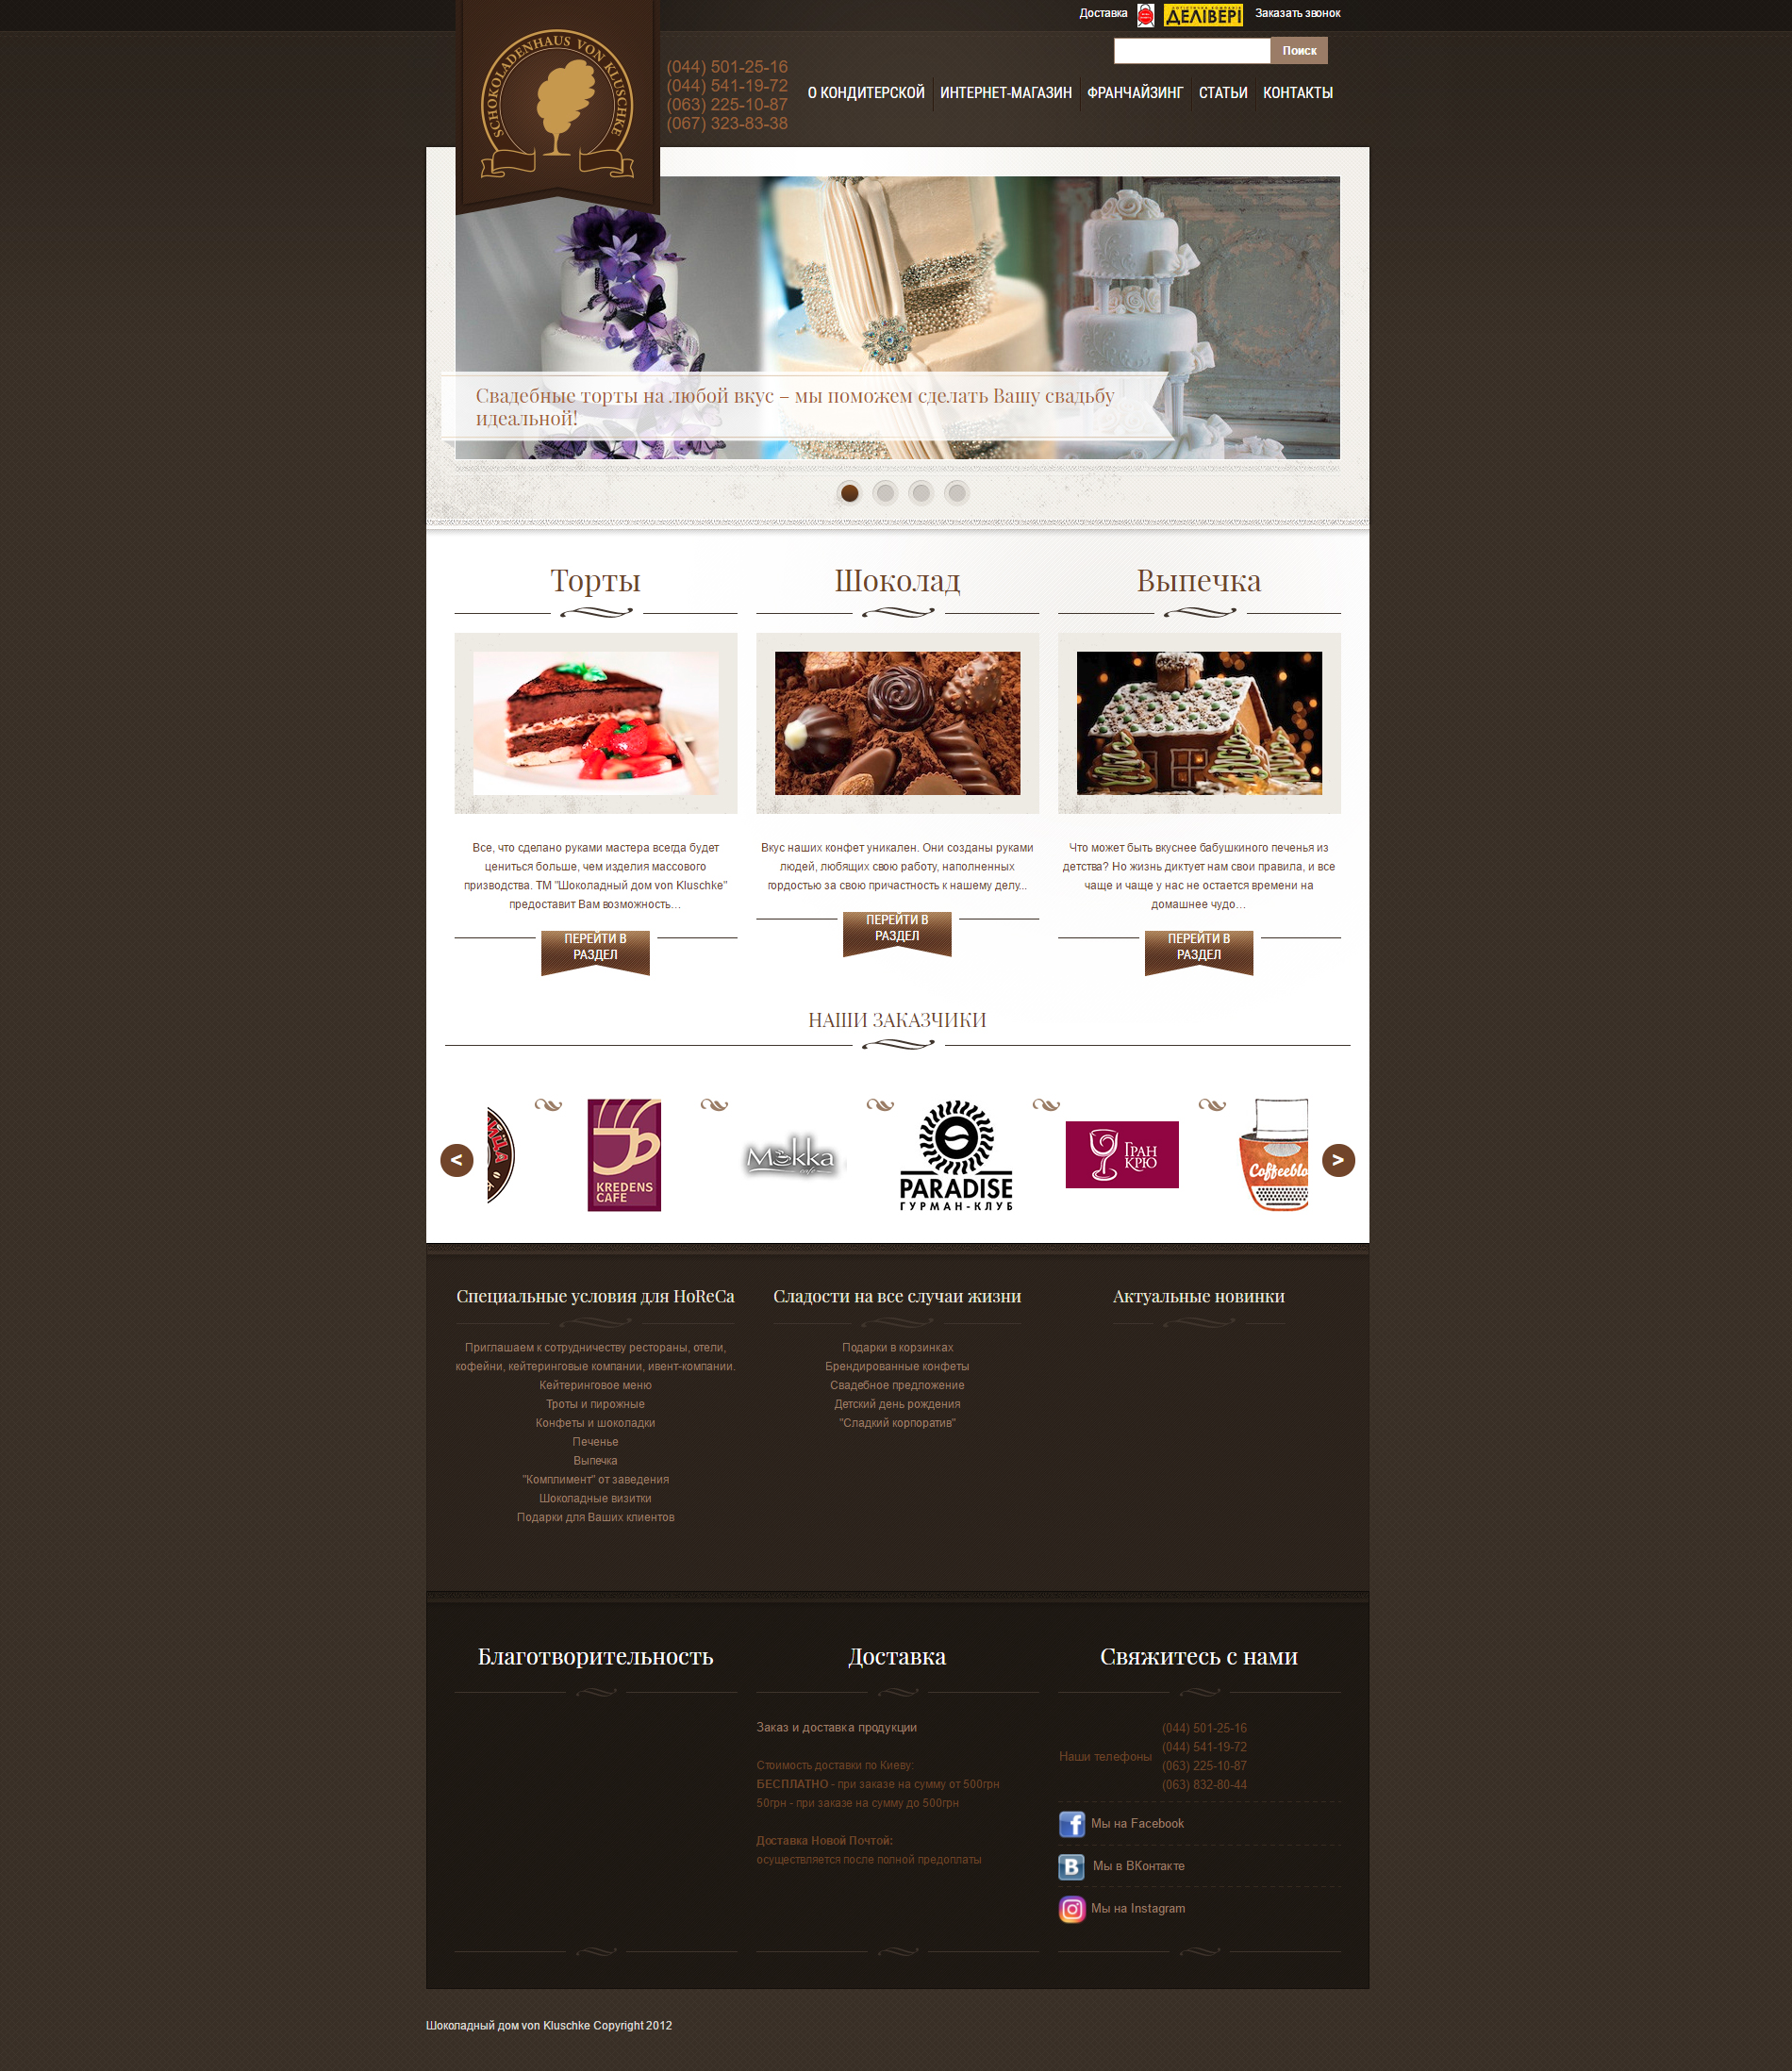 Доставка
ДЕЛІВЕРІ
Заказать звонок
Поиск
SCHOKOLADENHAUS VON KLUSCHKE
(044) 501-25-16
(044) 541-19-72
(063) 225-10-87
(067) 323-83-38
О КОНДИТЕРСКОЙ ИНТЕРНЕТ-МАГАЗИН ФРАНЧАЙЗИНГ СТАТЬИ КОНТАКТЫ
Свадебные торты на любой вкус – мы поможем сделать Вашу свадьбу
идеальной!
Торты
Все, что сделано руками мастера всегда будет
цениться больше, чем изделия массового
призводства. ТМ "Шоколадный дом von Kluschke"
предоставит Вам возможность…
ПЕРЕЙТИ В
РАЗДЕЛ
Шоколад
Вкус наших конфет уникален. Они созданы руками
людей, любящих свою работу, наполненных
гордостью за свою причастность к нашему делу...
ПЕРЕЙТИ В
РАЗДЕЛ
Выпечка
Что может быть вкуснее бабушкиного печенья из
детства? Но жизнь диктует нам свои правила, и все
чаще и чаще у нас не остается времени на
домашнее чудо…
ПЕРЕЙТИ В
РАЗДЕЛ
НАШИ ЗАКАЗЧИКИ
<
KREDENS
CAFE
Mokka
cafe
PARADISE
ГУРМАН-КЛУБ
ГРАН
КРЮ
Coffeeblo
>
Специальные условия для HoReCa
Приглашаем к сотрудничеству рестораны, отели,
кофейни, кейтеринговые компании, ивент-компании.
Кейтеринговое меню
Троты и пирожные
Конфеты и шоколадки
Печенье
Выпечка
"Комплимент" от заведения
Шоколадные визитки
Подарки для Ваших клиентов
Сладости на все случаи жизни
Подарки в корзинках
Брендированные конфеты
Свадебное предложение
Детский день рождения
"Сладкий корпоратив"
Актуальные новинки
Благотворительность
Доставка
Заказ и доставка продукции
Стоимость доставки по Киеву:
БЕСПЛАТНО - при заказе на сумму от 500грн
50грн - при заказе на сумму до 500грн
Доставка Новой Почтой:
осуществляется после полной предоплаты
Свяжитесь с нами
Наши телефоны
(044) 501-25-16
(044) 541-19-72
(063) 225-10-87
(063) 832-80-44
Мы на Facebook
Мы в ВКонтакте
Мы на Instagram
Шоколадный дом von Kluschke Copyright 2012